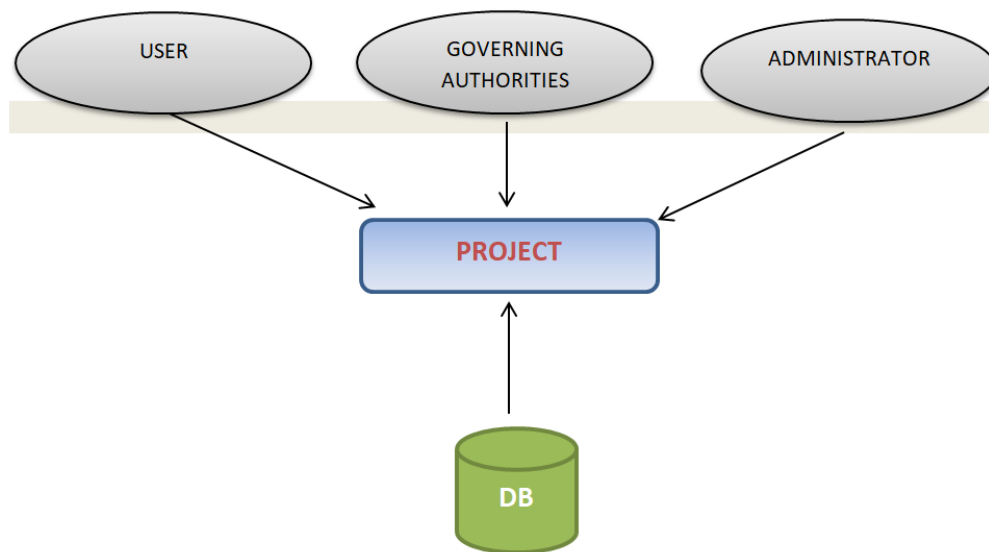 USER
GOVERNING
AUTHORITIES
ADMINISTRATOR
PROJECT
DB